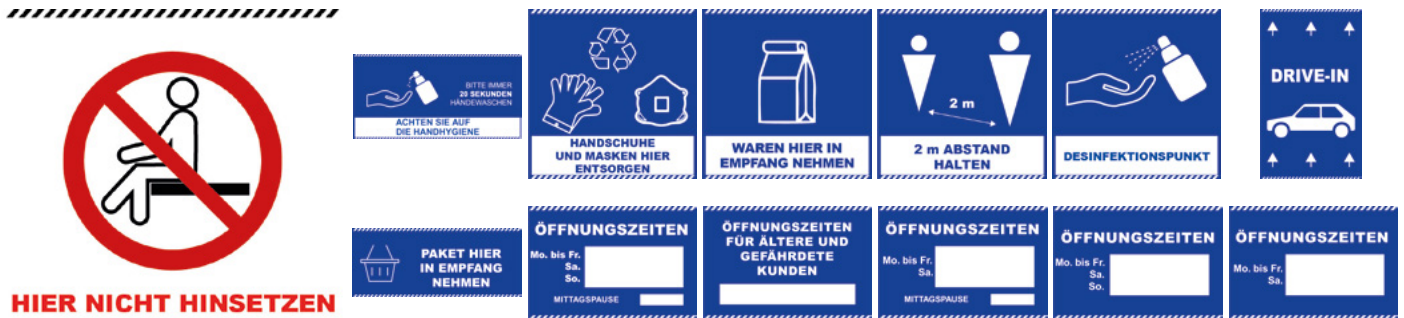 HIER NICHT HINSETZEN
BITTE IMMER
20 SEKUNDEN
HÄNDEWASCHEN
ACHTEN SIE AUF
DIE HANDHYGIENE
HANDSCHUHE
UND MASKEN HIER
ENTSORGEN
WAREN HIER IN
EMPFANG NEHMEN
2 m
2 m ABSTAND
HALTEN
DESINFEKTIONSPUNKT
DRIVE-IN
PAKET HIER
IN EMPFANG
NEHMEN
ÖFFNUNGSZEITEN
Mo. bis Fr.
Sa.
So.
MITTAGSPAUSE
ÖFFNUNGSZEITEN
FÜR ÄLTERE UND
GEFÄHRDETE
KUNDEN
ÖFFNUNGSZEITEN
Mo. bis Fr.
Sa.
MITTAGSPAUSE
ÖFFNUNGSZEITEN
Mo. bis Fr.
Sa.
So.
ÖFFNUNGSZEITEN
Mo. bis Fr.
Sa.